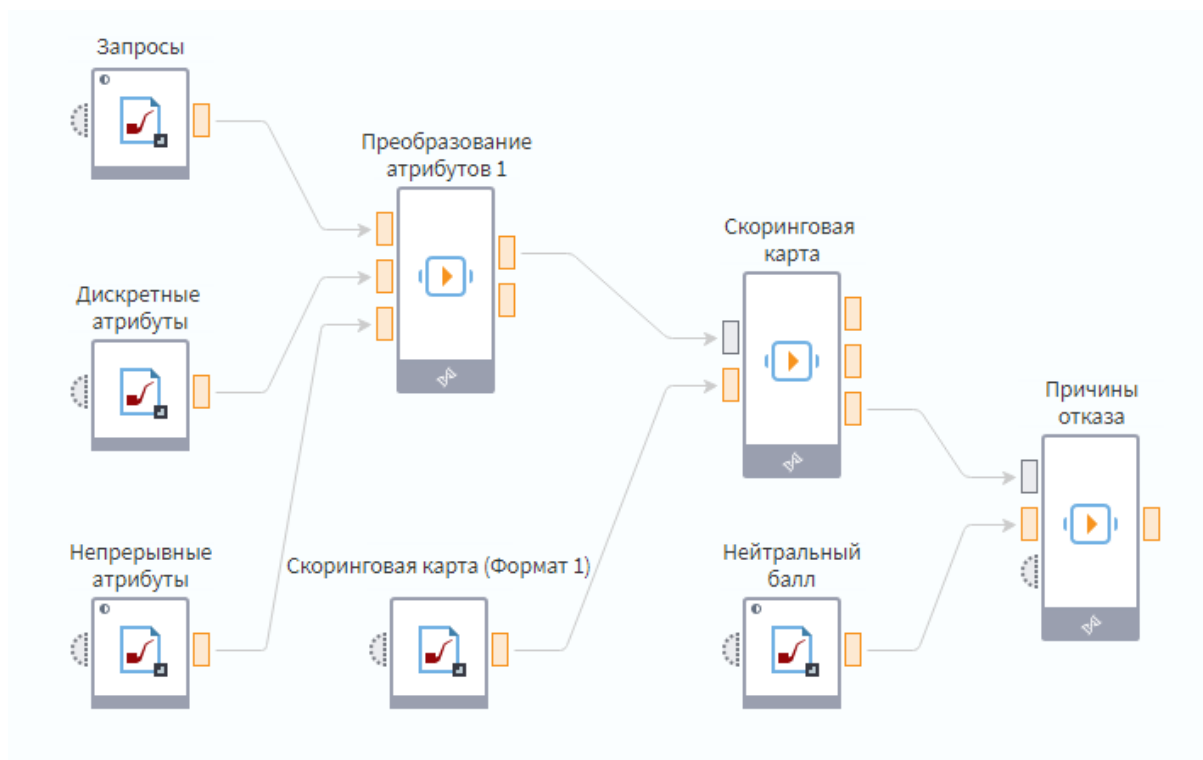 Запросы
Преобразование
атрибутов 1
Скоринговая
карта
Дискретные
атрибуты
Причины
отказа
Непрерывные
атрибуты
Скоринговая карта (Формат 1)
Нейтральный
балл